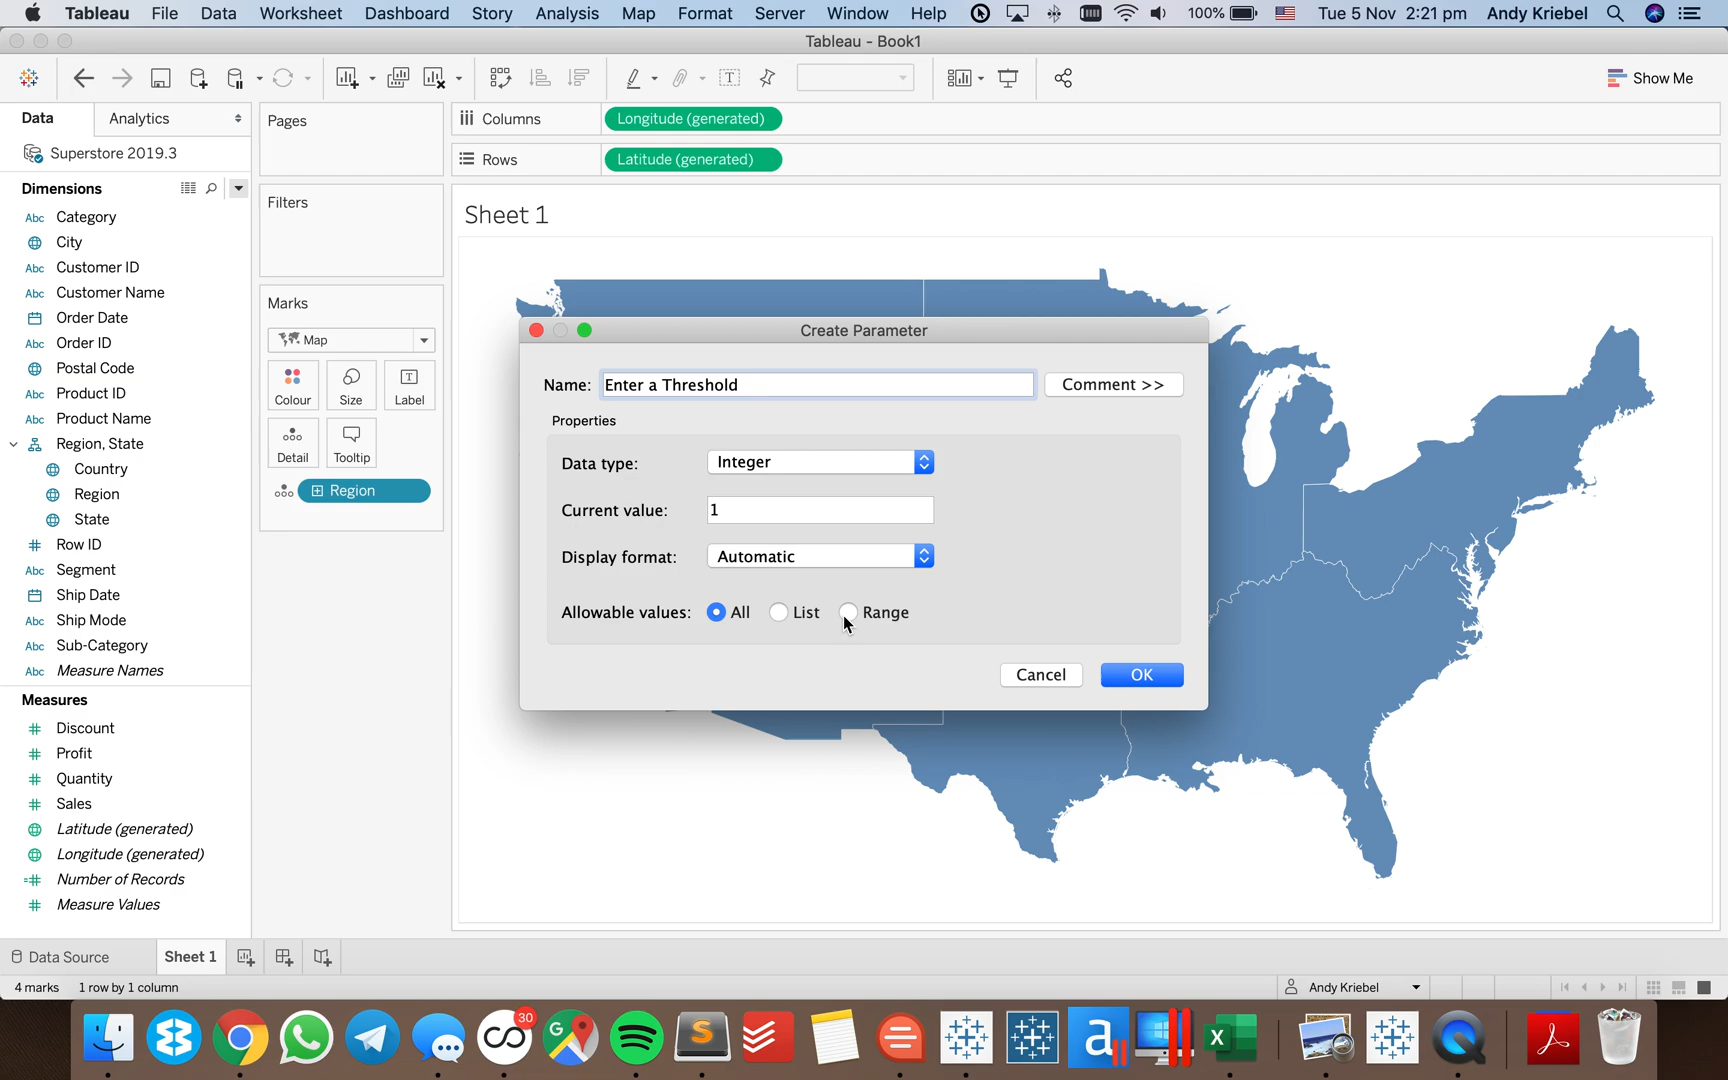 Tableau File Data Worksheet Dashboard Story Analysis Map Format Server Window Help 100% Tue 5 Nov 2:21 pm Andy Kriebel
Tableau - Book1
Show Me
Data Analytics
Superstore 2019.3
Dimensions
Abc Category
City
Abc Customer ID
Abc Customer Name
Order Date
Abc Order ID
Postal Code
Abc Product ID
Abc Product Name
Region, State
Country
Region
State
# Row ID
Abc Segment
Ship Date
Abc Ship Mode
Abc Sub-Category
Abc Measure Names
Measures
# Discount
# Profit
# Quantity
# Sales
Latitude (generated)
Longitude (generated)
=# Number of Records
# Measure Values
Pages
Filters
Marks
Map
Colour Size Label
Detail Tooltip
Region
Columns Longitude (generated)
Rows Latitude (generated)
Sheet 1
Create Parameter
Name: Enter a Threshold Comment >>
Properties
Data type: Integer
Current value: 1
Display format: Automatic
Allowable values: All List Range
Cancel OK
Data Source Sheet 1
4 marks 1 row by 1 column Andy Kriebel
30